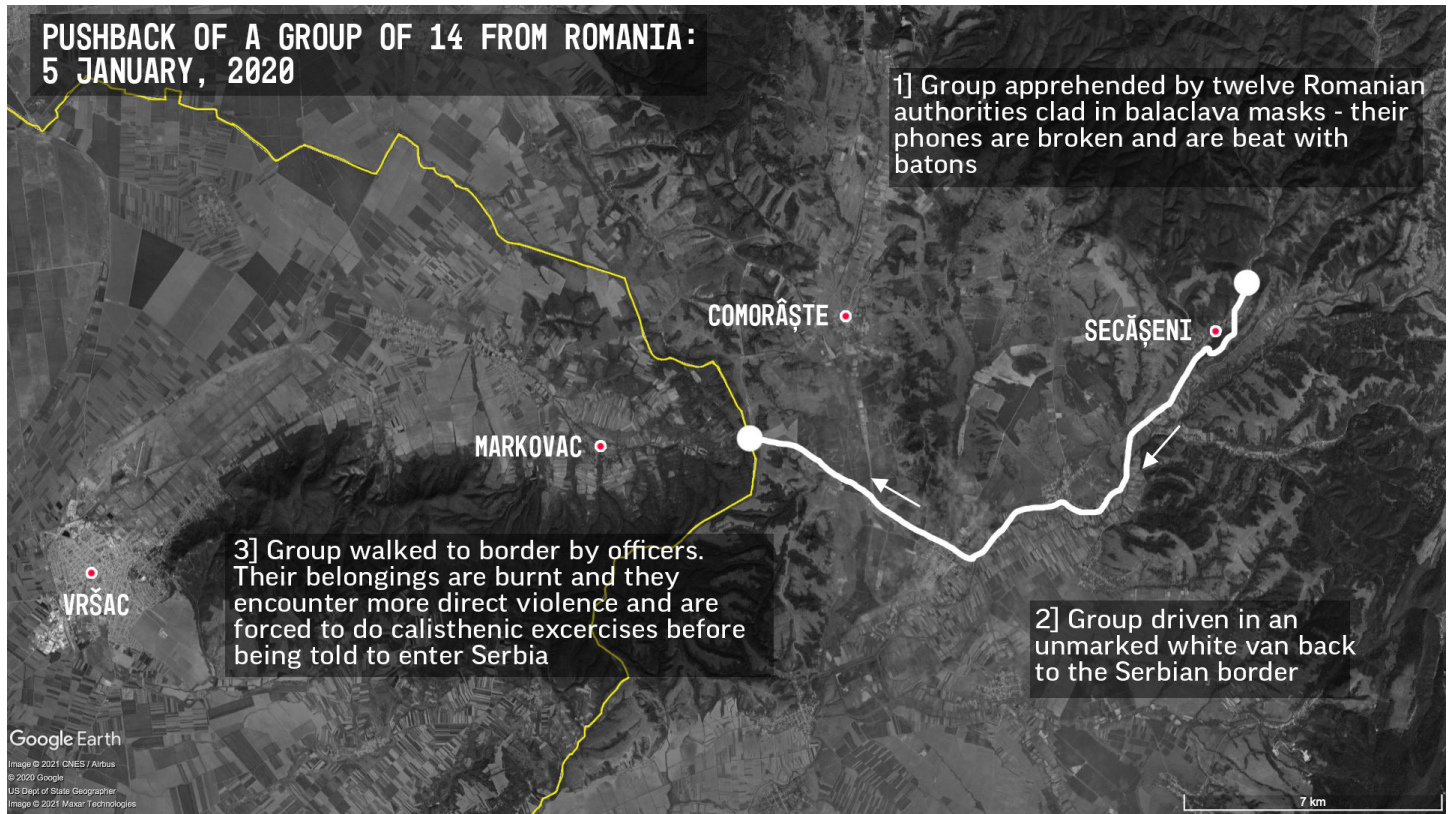 PUSHBACK OF A GROUP OF 14 FROM ROMANIA:
5 JANUARY, 2020
1] Group apprehended by twelve Romanian
authorities clad in balaclava masks - their
phones are broken and are beat with
batons
COMORÂȘTE
SECĂȘENI
MARKOVAC
3] Group walked to border by officers.
Their belongings are burnt and they
encounter more direct violence and are
forced to do calisthenic excercises before
being told to enter Serbia
VRŠAC
2] Group driven in an
unmarked white van back
to the Serbian border
Google Earth
Image © 2021 CNES / Airbus
© 2020 Google
US Dept of State Geographer
Image © 2021 Maxar Technologies
7 km